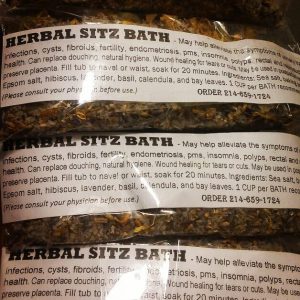 HERBAL SITZ BATH - May help alleviate the symptoms of
infections, cysts, fibroids, fertility, endometriosis, pms, insomnia, polyps, rectal and
health. Can replace douching, natural hygiene. Wound healing for tears or cuts. May be used to
preserve placenta. Fill tub to navel or waist, soak for 20 minutes. Ingredients: Sea salt,
Epsom salt, hibiscus, lavender, basil, calendula, and bay leaves. 1 CUP per BATH
(Please consult your physician before use.) ORDER 214-659-1784
HERBAL SITZ BATH - May help alleviate the symptoms of
infections, cysts, fibroids, fertility, endometriosis, pms, insomnia, polyps, rectal
health. Can replace douching, natural hygiene. Wound healing for tears or cuts. May be used
preserve placenta. Fill tub to navel or waist, soak for 20 minutes. Ingredients: Sea salt
Epsom salt, hibiscus, lavender, basil, calendula, and bay leaves. 1 CUP per BATH
(Please consult your physician before use.) ORDER 214-659-1784
HERBAL SITZ BATH - May help alleviate the symptoms
infections, cysts, fibroids, fertility, insomnia, polyps,
health. Can replace douching, natural hygiene. Wound healing for tears or cuts. May be
preserve placenta. Fill tub to navel or waist, soak for 20